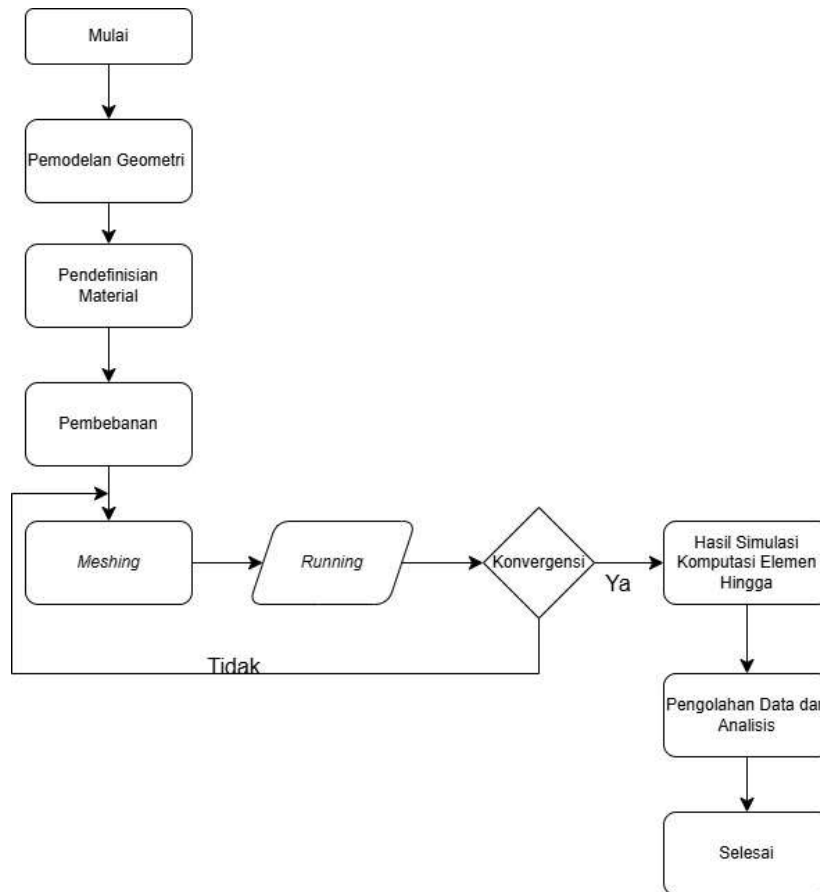 Mulai
Pemodelan Geometri
Pendefinisian
Material
Pembebanan
Meshing
Running
Konvergensi
Ya
Tidak
Hasil Simulasi
Komputasi Elemen
Hingga
Pengolahan Data dan
Analisis
Selesai